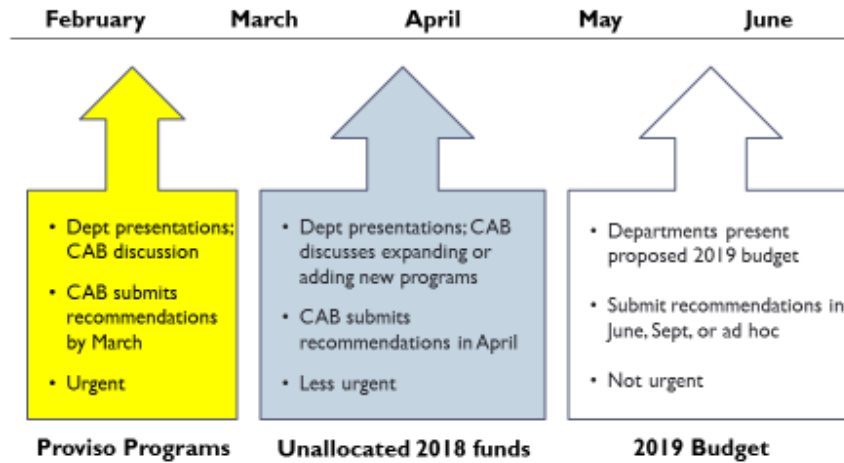 February March April May June
• Dept presentations;
CAB discussion
• CAB submits
recommendations
by March
• Urgent
Proviso Programs
• Dept presentations; CAB
discusses expanding or
adding new programs
• CAB submits
recommendations in April
• Less urgent
Unallocated 2018 funds
• Departments present
proposed 2019 budget
• Submit recommendations in
June, Sept, or ad hoc
• Not urgent
2019 Budget